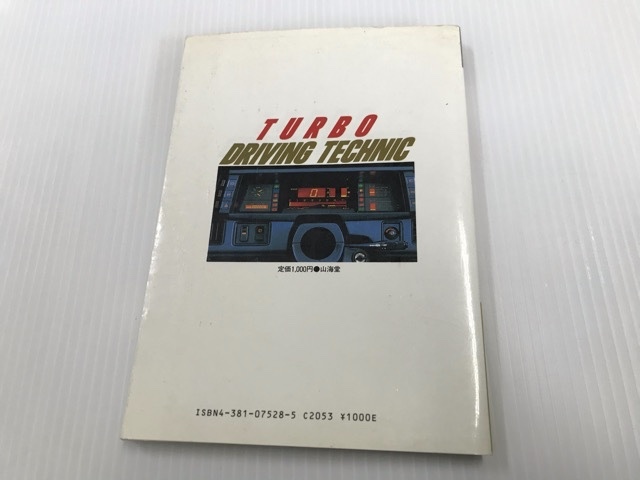 TURBO
DRIVING TECHNIC
定価1,000円●山海堂
ISBN4-381-07528-5 C2053 ¥1000E